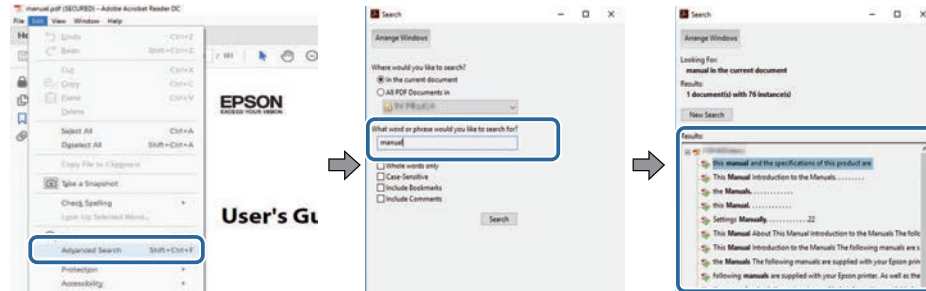 manual.pdf (SECURED) - Adobe Acrobat Reader DC
File Edit View Window Help
Undo Ctrl+Z
Redo Shift+Ctrl+Z
Cut Ctrl+X
Copy Ctrl+C
Paste Ctrl+V
Delete
Select All Ctrl+A
Deselect All Shift+Ctrl+A
Copy File to Clipboard
Take a Snapshot
Check Spelling
Look Up Selected Word...
Advanced Search Shift+Ctrl+F
Protection
Accessibility
EPSON
EXCEED YOUR VISION
User's Gu
Search
Arrange Windows
Where would you like to search?
In the current document
All PDF Documents in
What word or phrase would you like to search for?
manual
Whole words only
Case-Sensitive
Include Bookmarks
Include Comments
Search
Search
Arrange Windows
Looking For:
manual in the current document
Results:
1 document(s) with 76 instance(s)
New Search
Results:
this manual and the specifications of this product are
This Manual Introduction to the Manuals. . . . . . . . .
the Manuals. . . . . . . . . . . .
this Manual. . . . . . . . . . . .
Settings Manually. . . . . . . . . . . . 22
This Manual About This Manual Introduction to the Manuals The follo
This Manual Introduction to the Manuals The following manuals are s
the Manuals The following manuals are supplied with your Epson prin
following manuals are supplied with your Epson printer. As well as the